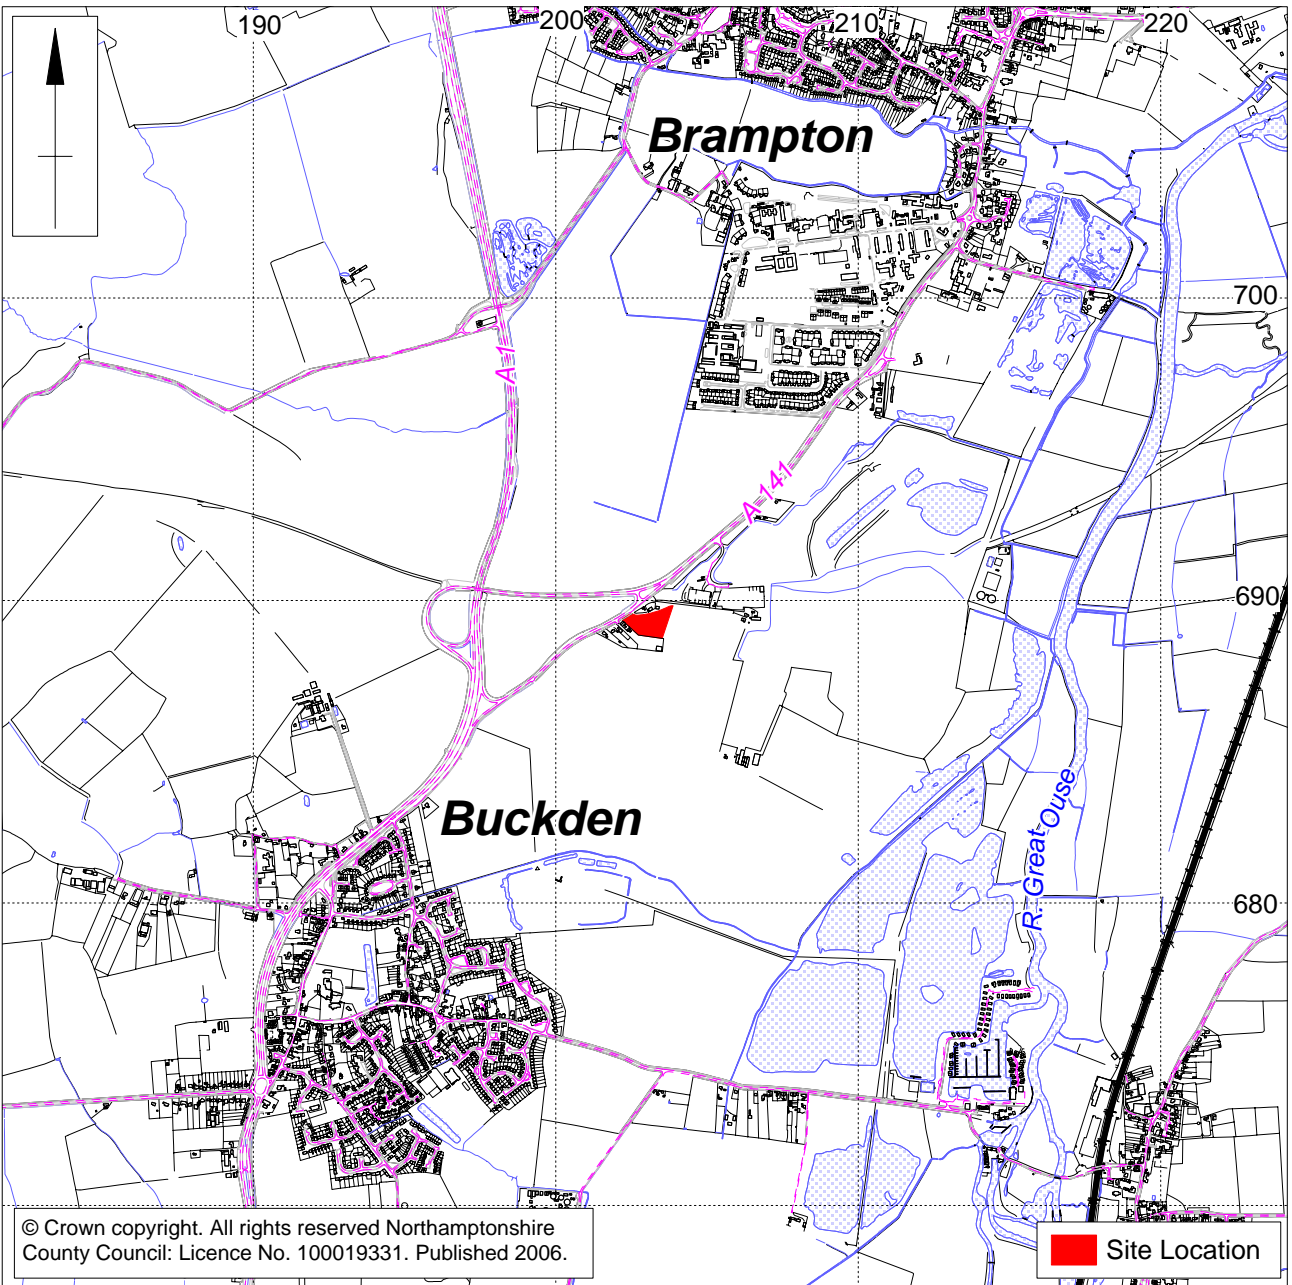 190
200
210
220
Brampton
700
A1
A 141
690
Buckden
R. Great Ouse
680
© Crown copyright. All rights reserved Northamptonshire
County Council: Licence No. 100019331. Published 2006.
Site Location